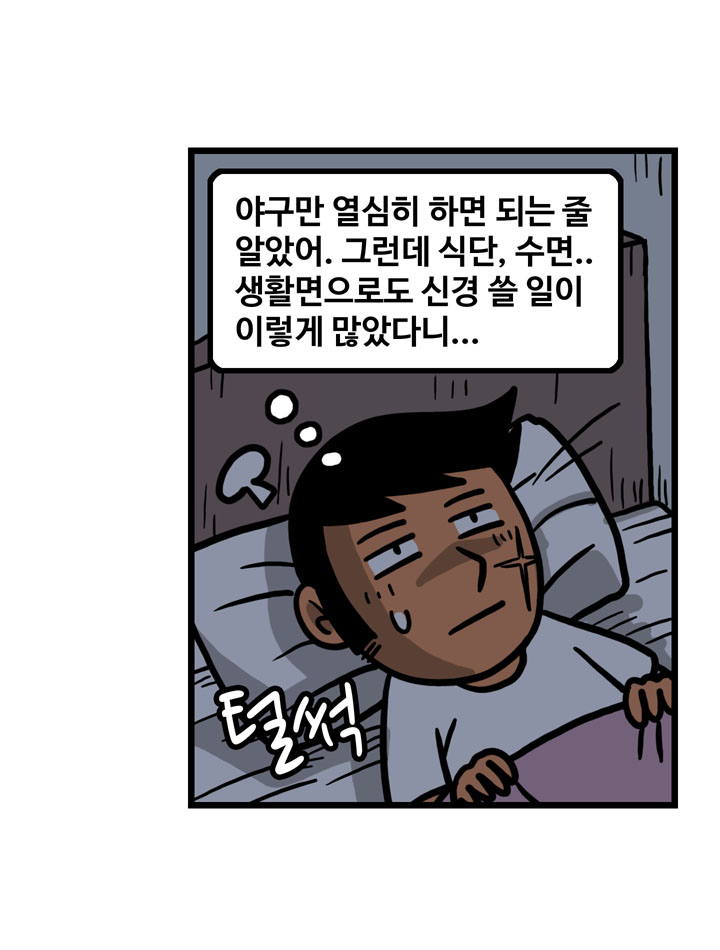 야구만 열심히 하면 되는 줄
알았어. 그런데 식단, 수면..
생활면으로도 신경 쓸 일이
이렇게 많았다니...
털썩